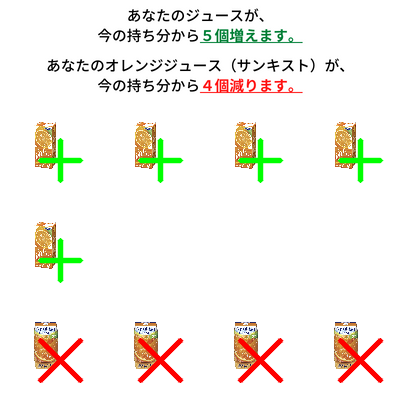 あなたのジュースが、
今の持ち分から５個増えます。
あなたのオレンジジュース（サンキスト）が、
今の持ち分から４個減ります。